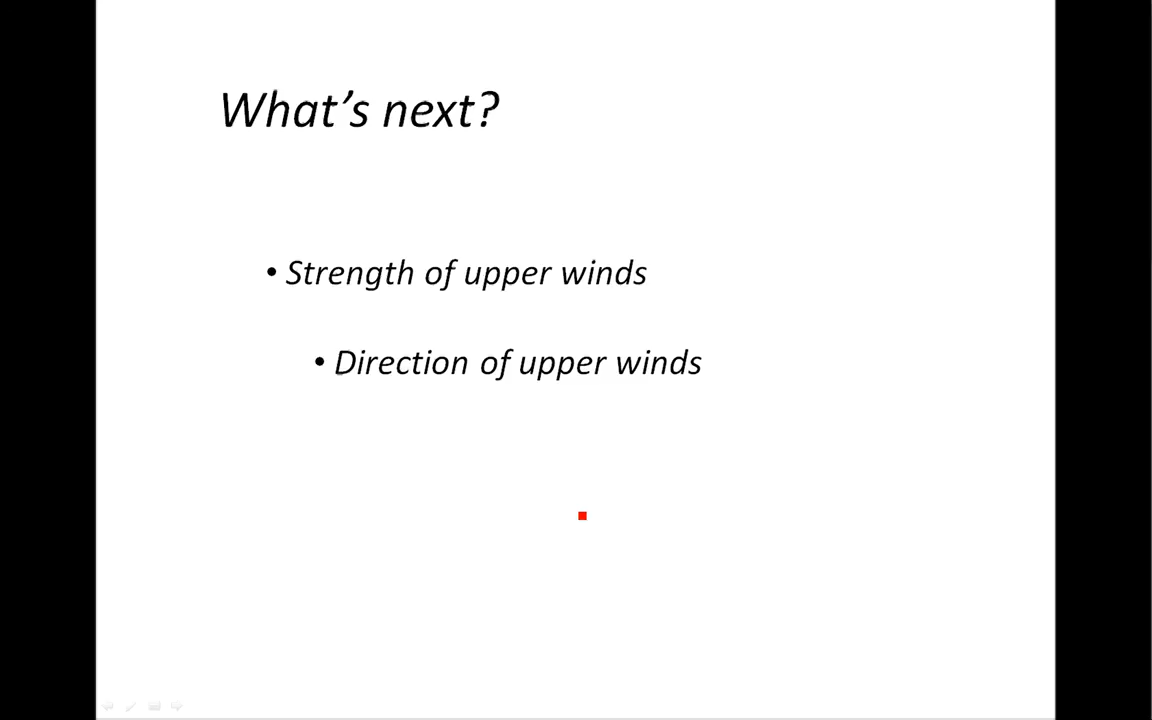 What's next?
• Strength of upper winds
• Direction of upper winds